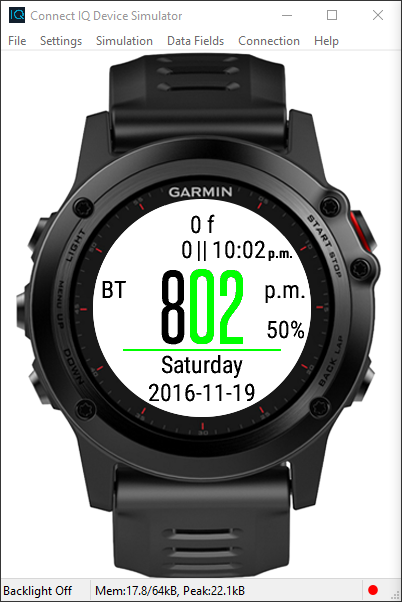 IQ Connect IQ Device Simulator
File Settings Simulation Data Fields Connection Help
GARMIN
LIGHT
START STOP
0 f
0 || 10:02 p.m.
MENU UP
BT 802 p.m.
50%
DOWN
BACK LAP
Saturday
2016-11-19
30
Backlight Off Mem:17.8/64kB, Peak:22.1kB